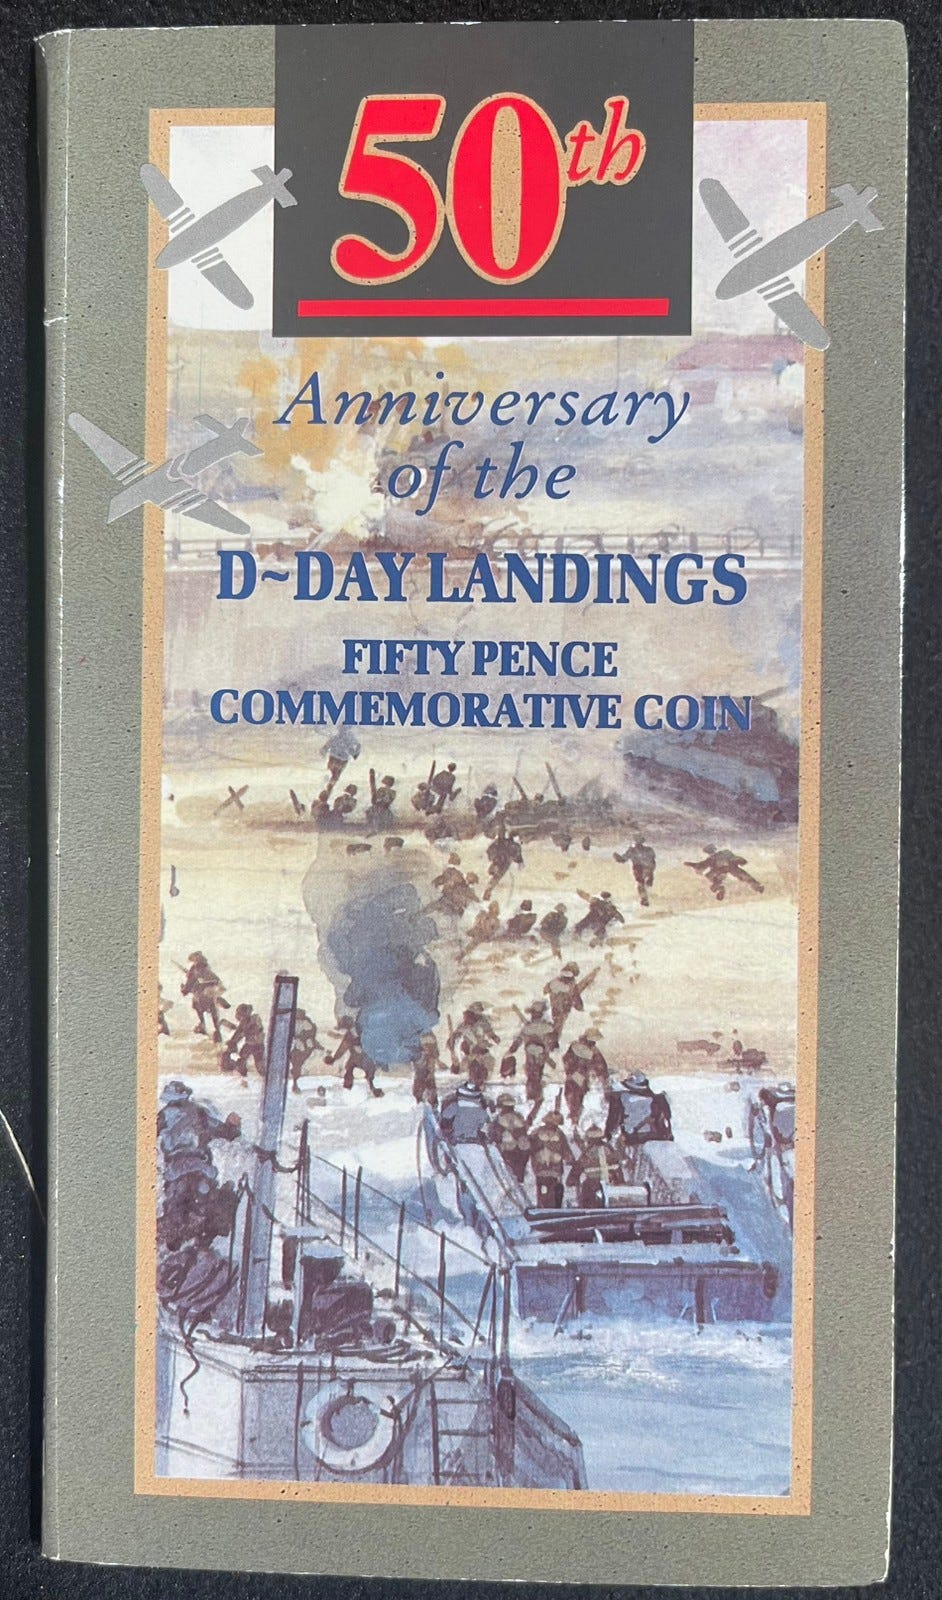 50th
Anniversary
of the
D~DAY LANDINGS
FIFTY PENCE
COMMEMORATIVE COIN